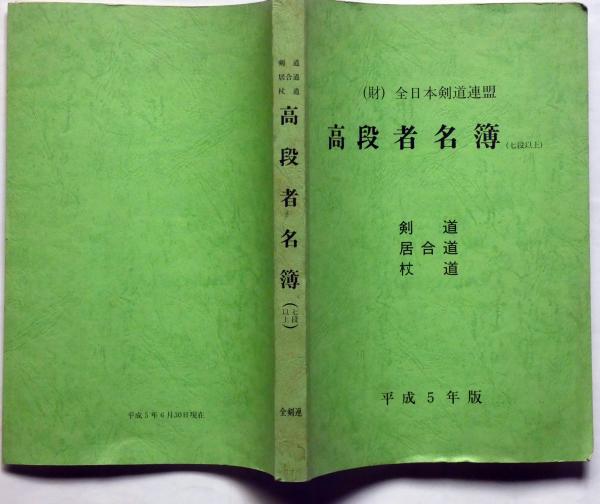 (財) 全日本剣道連盟
高段者名簿(七段以上)
剣道
居合道
杖道
平成5年版
剣道
居合道
杖道
高段者名簿(七段以上)
全剣連
平成5年6月30日現在